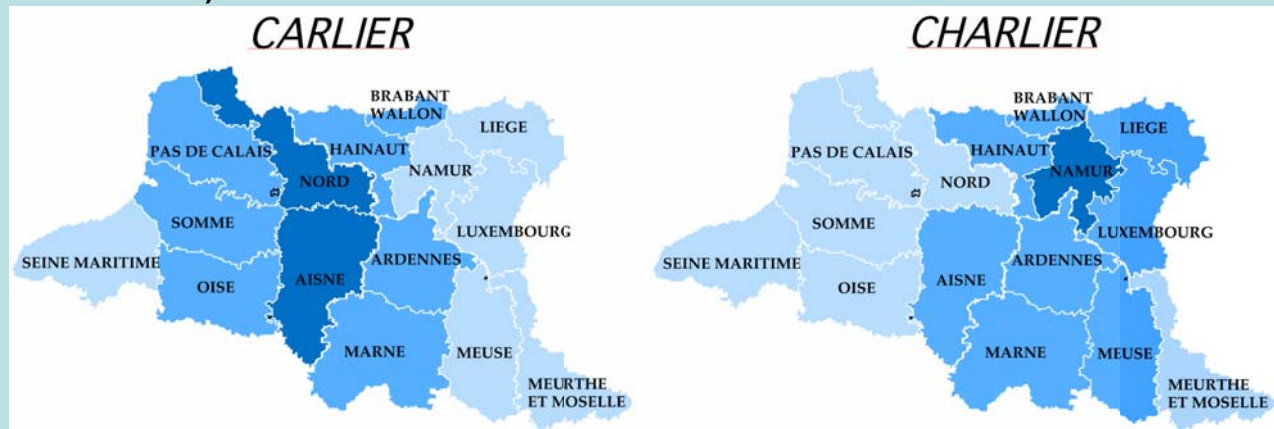 CARLIER
BRABANT
WALLON
LIEGE
PAS DE CALAIS
HAINAUT
NAMUR
NORD
SOMME
LUXEMBOURG
SEINE MARITIME
ARDENNES
OISE
AISNE
MARNE
MEUSE
MEURTHE
ET MOSELLE
CHARLIER
BRABANT
WALLON
LIEGE
PAS DE CALAIS
HAINAUT
NAMUR
NORD
SOMME
LUXEMBOURG
SEINE MARITIME
ARDENNES
OISE
AISNE
MARNE
MEUSE
MEURTHE
ET MOSELLE